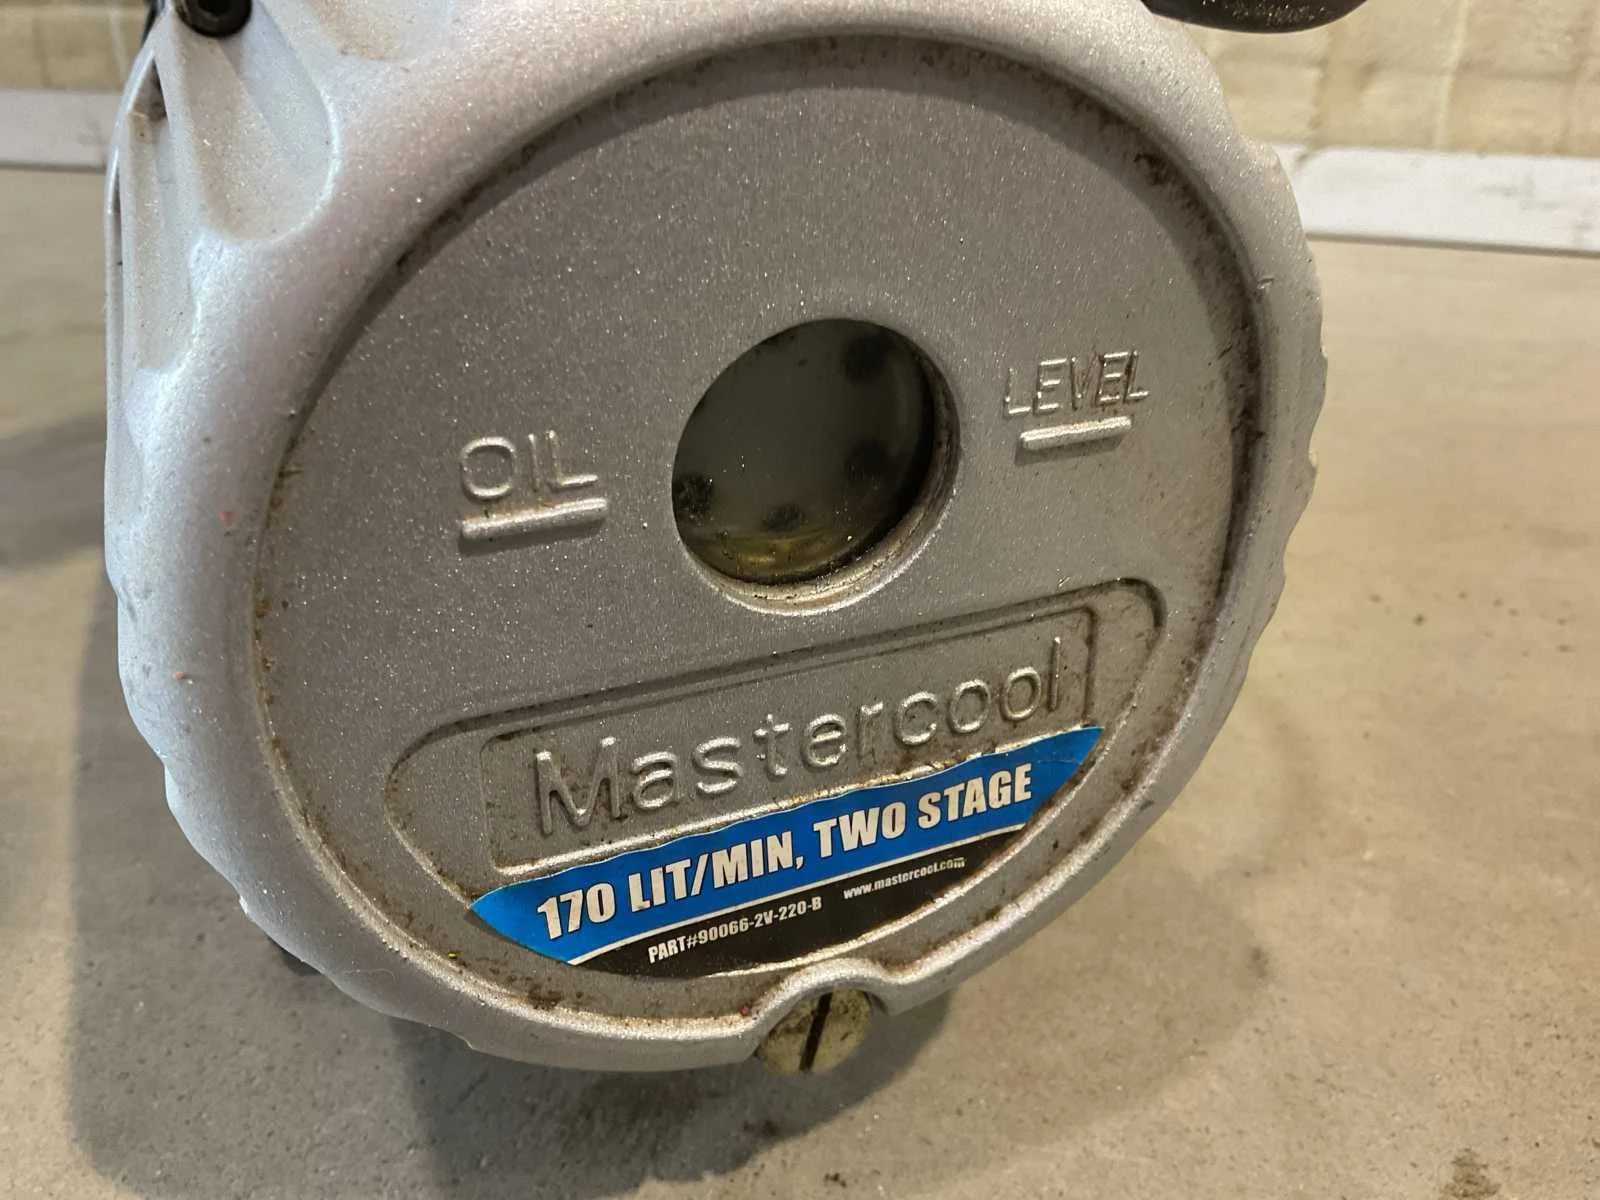 OIL
LEVEL
Mastercool
170 LIT/MIN, TWO STAGE
PART#90066-2V-220-B www.mastercool.com